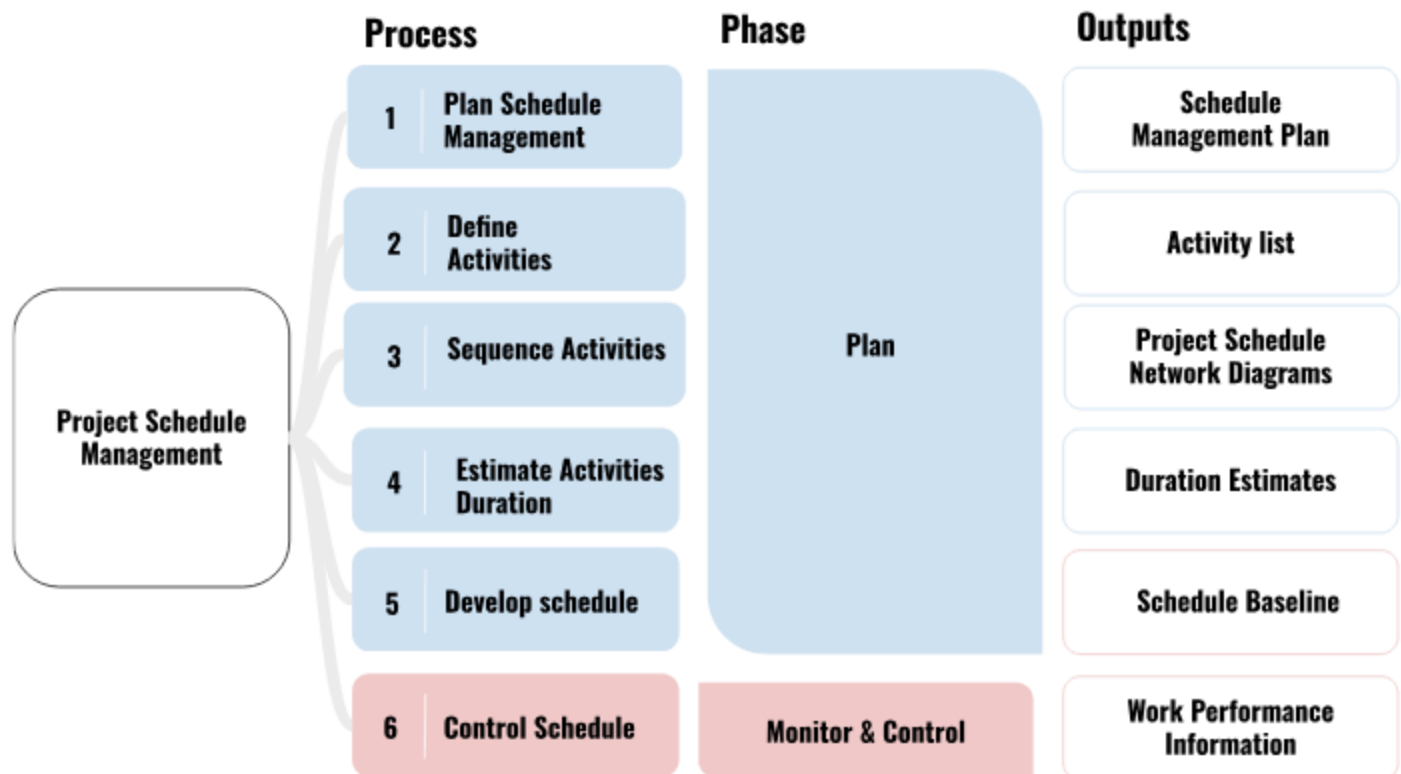 Process
Phase
Outputs
1
Plan Schedule
Management
Schedule
Management Plan
2
Define
Activities
Activity list
3
Sequence Activities
Plan
Project Schedule
Network Diagrams
Project Schedule
Management
4
Estimate Activities
Duration
Duration Estimates
5
Develop schedule
Schedule Baseline
6
Control Schedule
Monitor & Control
Work Performance
Information